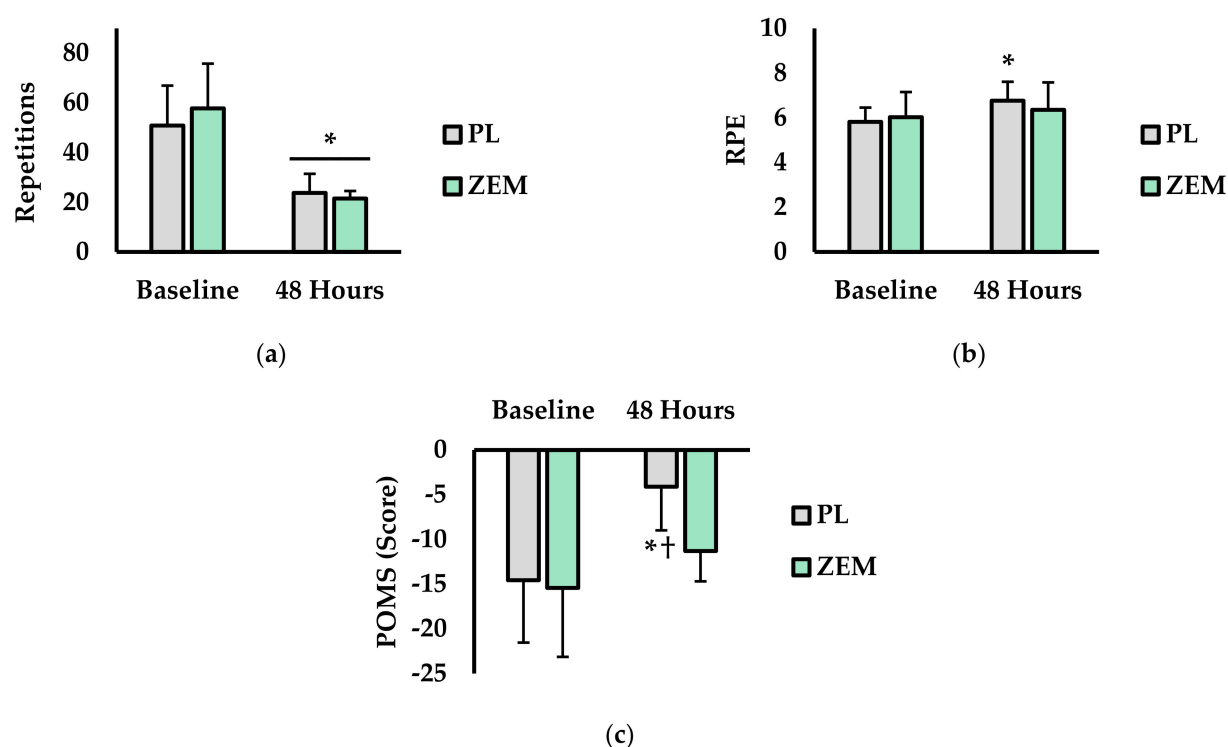 Repetitions
80
60
40
20
0
*
Baseline
48 Hours
PL
ZEM
(a)
RPE
10
8
6
4
2
0
*
Baseline
48 Hours
PL
ZEM
(b)
Baseline
48 Hours
POMS (Score)
0
-5
-10
-15
-20
-25
*†
PL
ZEM
(c)